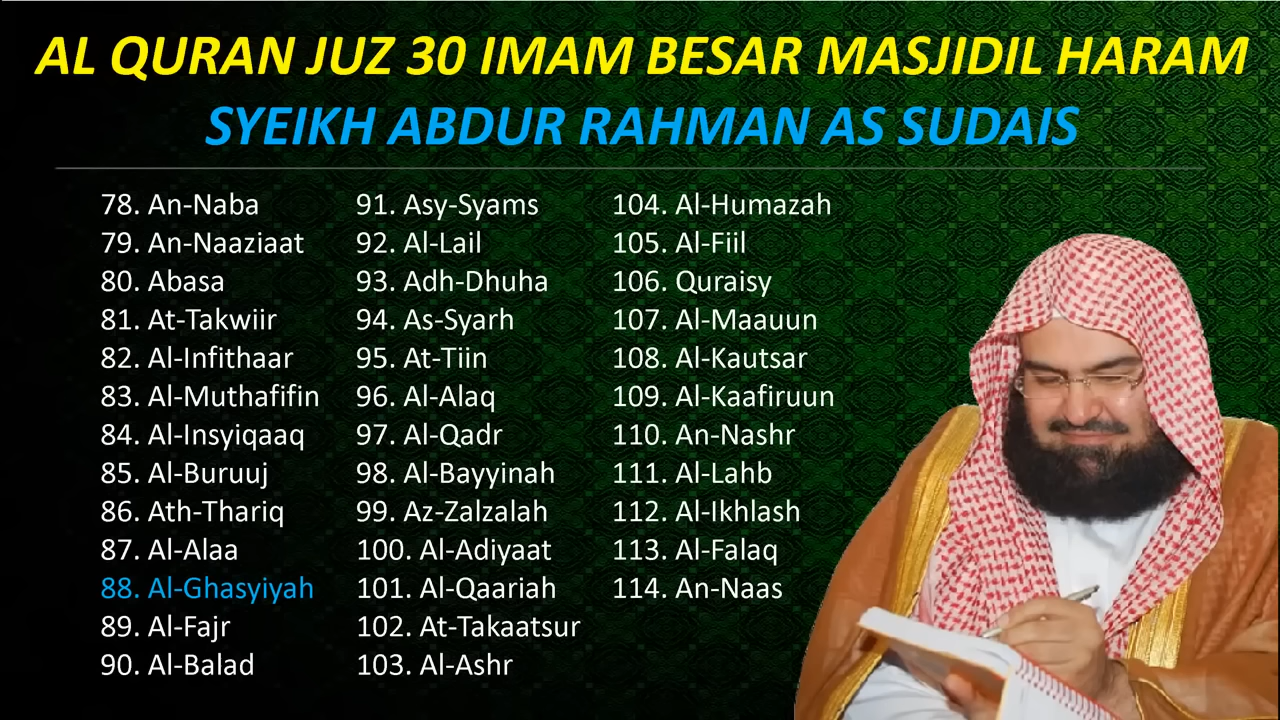 AL QURAN JUZ 30 IMAM BESAR MASJIDIL HARAM
SYEIKH ABDUR RAHMAN AS SUDAIS
78. An-Naba
79. An-Naaziaat
80. Abasa
81. At-Takwiir
82. Al-Infithaar
83. Al-Muthafifin
84. Al-Insyiqaaq
85. Al-Buruuj
86. Ath-Thariq
87. Al-Alaa
88. Al-Ghasyiyah
89. Al-Fajr
90. Al-Balad
91. Asy-Syams
92. Al-Lail
93. Adh-Dhuha
94. As-Syarh
95. At-Tiin
96. Al-Alaq
97. Al-Qadr
98. Al-Bayyinah
99. Az-Zalzalah
100. Al-Adiyaat
101. Al-Qaariah
102. At-Takaatsur
103. Al-Ashr
104. Al-Humazah
105. Al-Fiil
106. Quraisy
107. Al-Maauun
108. Al-Kautsar
109. Al-Kaafiruun
110. An-Nashr
111. Al-Lahb
112. Al-Ikhlash
113. Al-Falaq
114. An-Naas